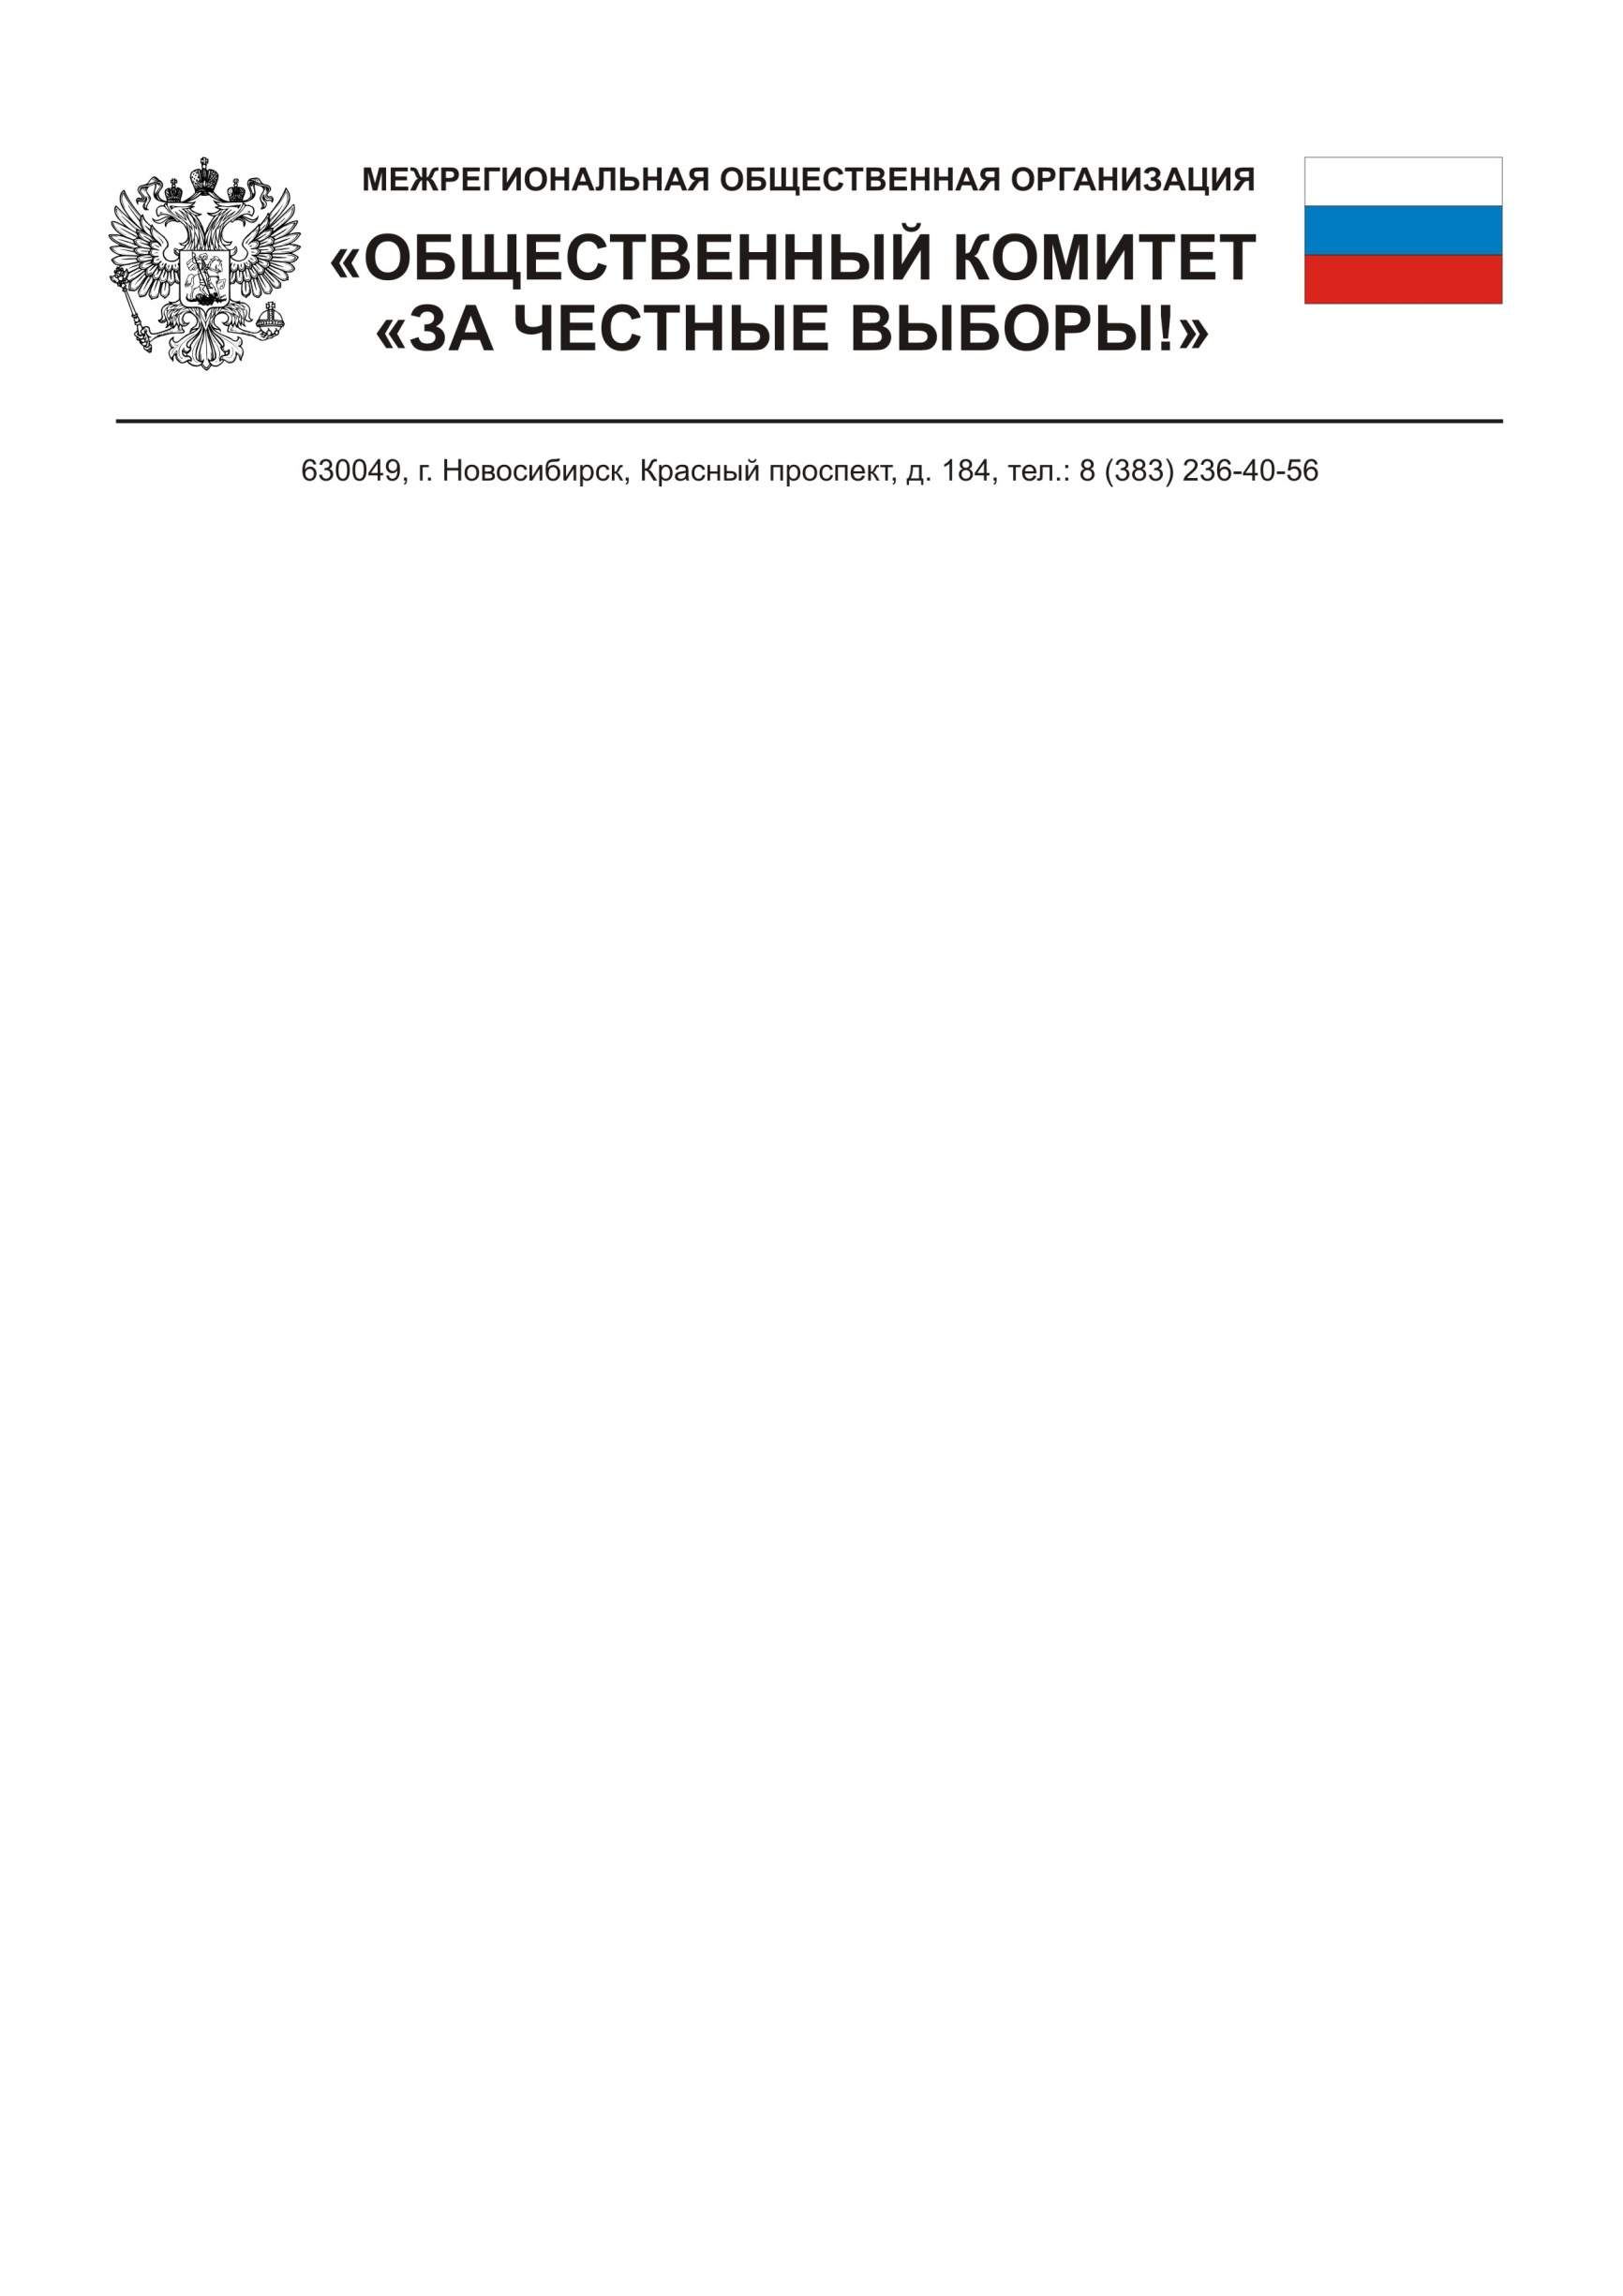 МЕЖРЕГИОНАЛЬНАЯ ОБЩЕСТВЕННАЯ ОРГАНИЗАЦИЯ
«ОБЩЕСТВЕННЫЙ КОМИТЕТ
«ЗА ЧЕСТНЫЕ ВЫБОРЫ!»
630049, г. Новосибирск, Красный проспект, д. 184, тел.: 8 (383) 236-40-56